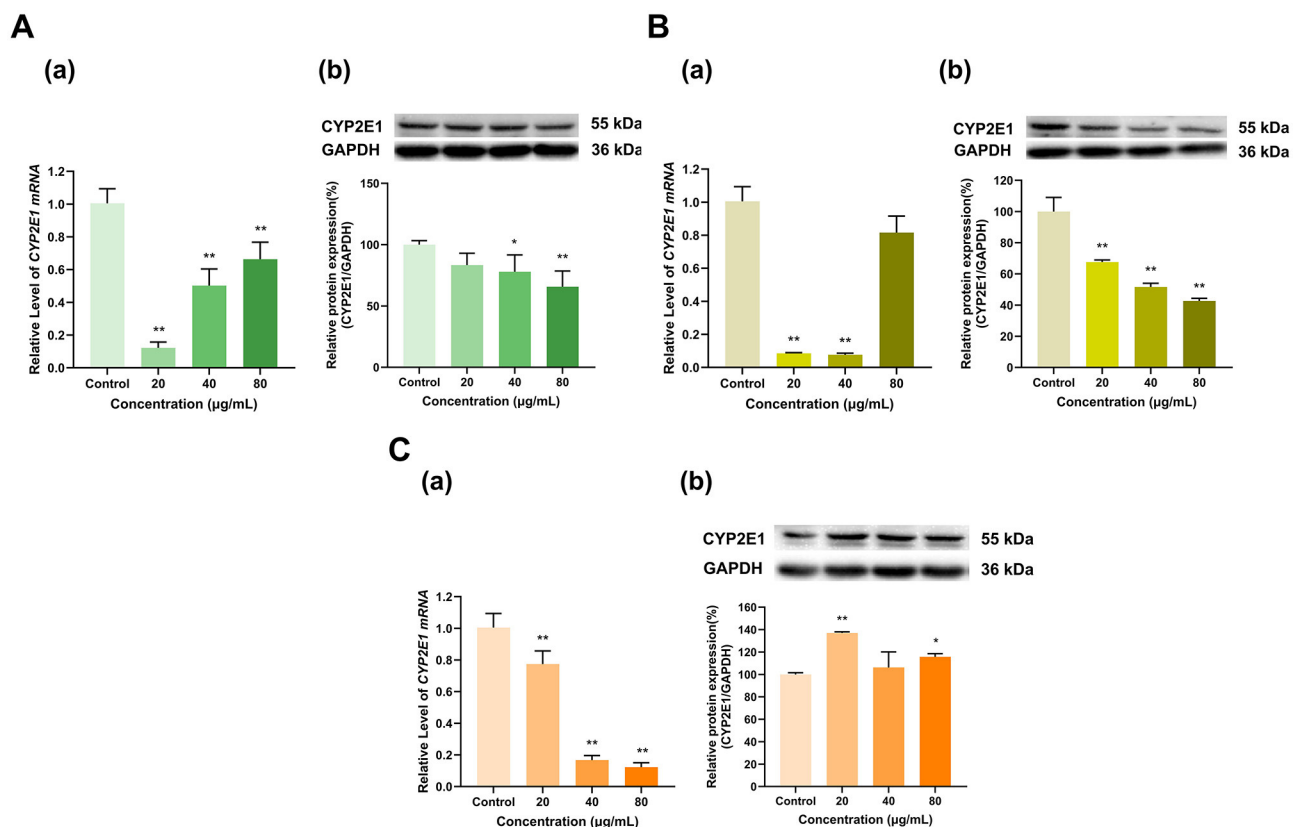 A
B
(a)
(b)
(a)
(b)
CYP2E1 55 kDa
GAPDH 36 kDa
CYP2E1 55 kDa
GAPDH 36 kDa
Relative Level of CYP2E1 mRNA
1.2
1.0
0.8
0.6
0.4
0.2
0.0
**
**
**
Control 20 40 80
Concentration (µg/mL)
Relative protein expression(%)
(CYP2E1/GAPDH)
150
100
50
0
*
**
Control 20 40 80
Concentration (µg/mL)
Relative Level of CYP2E1 mRNA
1.2
1.0
0.8
0.6
0.4
0.2
0.0
**
**
Control 20 40 80
Concentration (µg/mL)
Relative protein expression(%)
(CYP2E1/GAPDH)
120
100
80
60
40
20
0
**
**
**
Control 20 40 80
Concentration (µg/mL)
C
(a)
(b)
CYP2E1 55 kDa
GAPDH 36 kDa
Relative Level of CYP2E1 mRNA
1.2
1.0
0.8
0.6
0.4
0.2
0.0
**
**
**
Control 20 40 80
Concentration (µg/mL)
Relative protein expression(%)
(CYP2E1/GAPDH)
160
140
120
100
80
60
40
20
0
**
*
Control 20 40 80
Concentration (µg/mL)